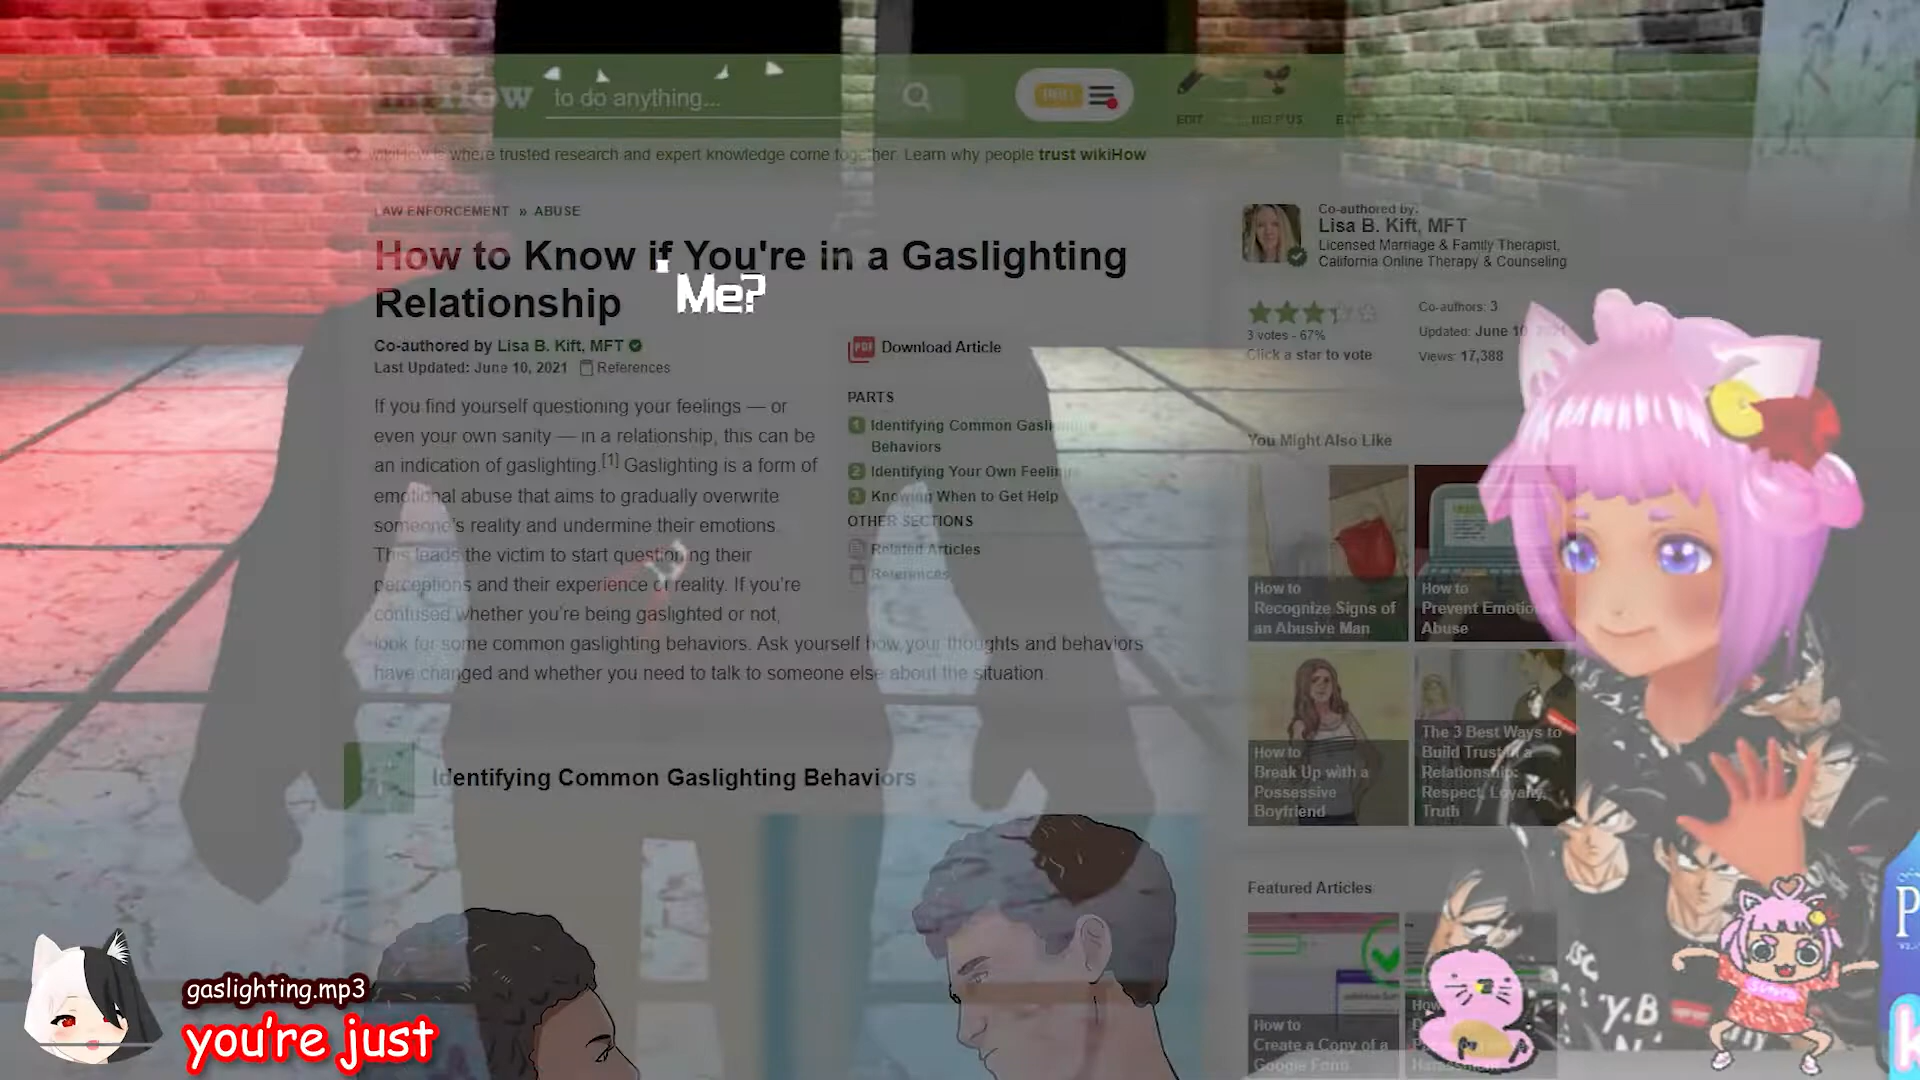 How
to do anything...
EDIT
HELP US
wikiHow is where trusted research and expert knowledge come together. Learn why people trust wikiHow
LAW ENFORCEMENT » ABUSE
How to Know if You're in a Gaslighting
Relationship
Me?
Co-authored by Lisa B. Kift, MFT
Last Updated: June 10, 2021 References
If you find yourself questioning your feelings — or
even your own sanity — in a relationship, this can be
an indication of gaslighting.[1] Gaslighting is a form of
emotional abuse that aims to gradually overwrite
someone's reality and undermine their emotions.
This leads the victim to start questioning their
perceptions and their experience of reality. If you're
confused whether you're being gaslighted or not,
look for some common gaslighting behaviors. Ask yourself how your thoughts and behaviors
have changed and whether you need to talk to someone else about the situation.
PDF Download Article
PARTS
1 Identifying Common Gaslighting
Behaviors
2 Identifying Your Own Feelings
3 Knowing When to Get Help
OTHER SECTIONS
Related Articles
References
Identifying Common Gaslighting Behaviors
Co-authored by:
Lisa B. Kift, MFT
Licensed Marriage & Family Therapist,
California Online Therapy & Counseling
3 votes - 67%
Click a star to vote
Co-authors: 3
Updated: June 10, 2021
Views: 17,388
You Might Also Like
How to
Recognize Signs of
an Abusive Man
How to
Prevent Emotional
Abuse
How to
Break Up with a
Possessive
Boyfriend
The 3 Best Ways to
Build Trust in a
Relationship:
Respect, Loyalty,
Truth
Featured Articles
How to
Create a Copy of a
Google Form
gaslighting.mp3
you're just
Y.B